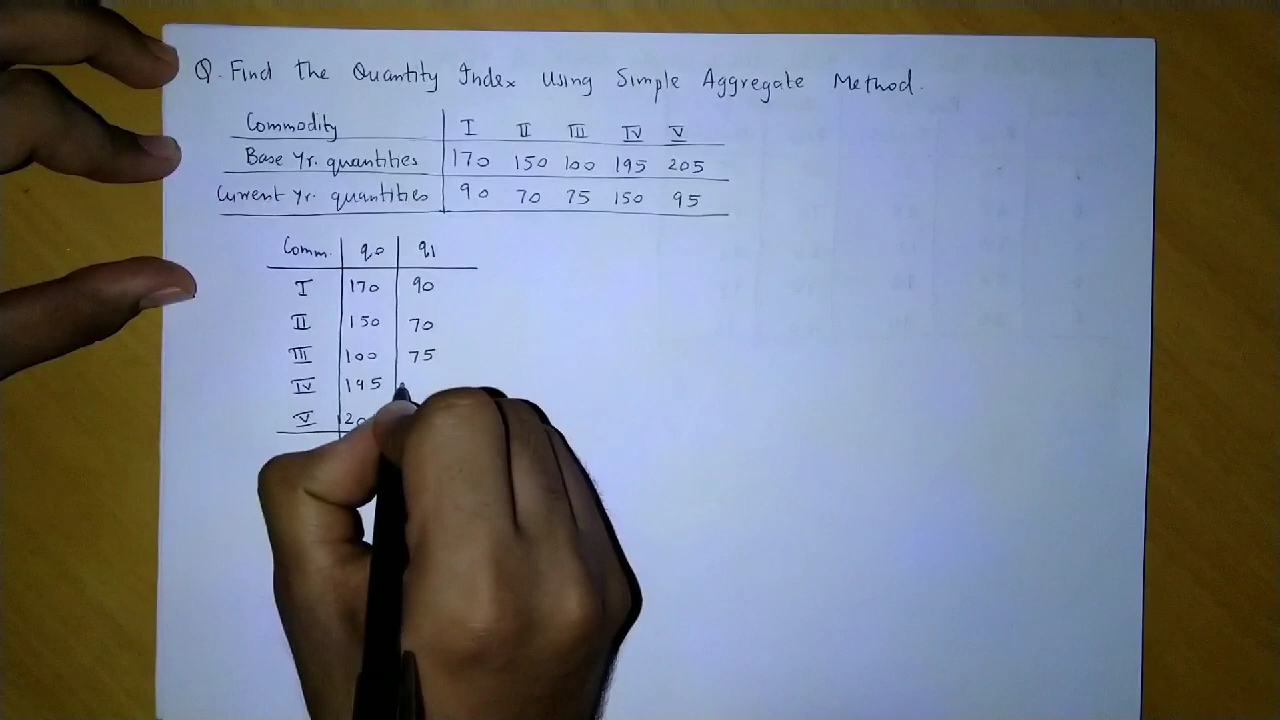 Q. Find the Quantity Index using Simple Aggregate Method.
Commodity I II III IV V
Base Yr. quantities 170 150 100 195 205
Current Yr. quantities 90 70 75 150 95
Comm. q0 q1
I 170 90
II 150 70
III 100 75
IV 195
V 20